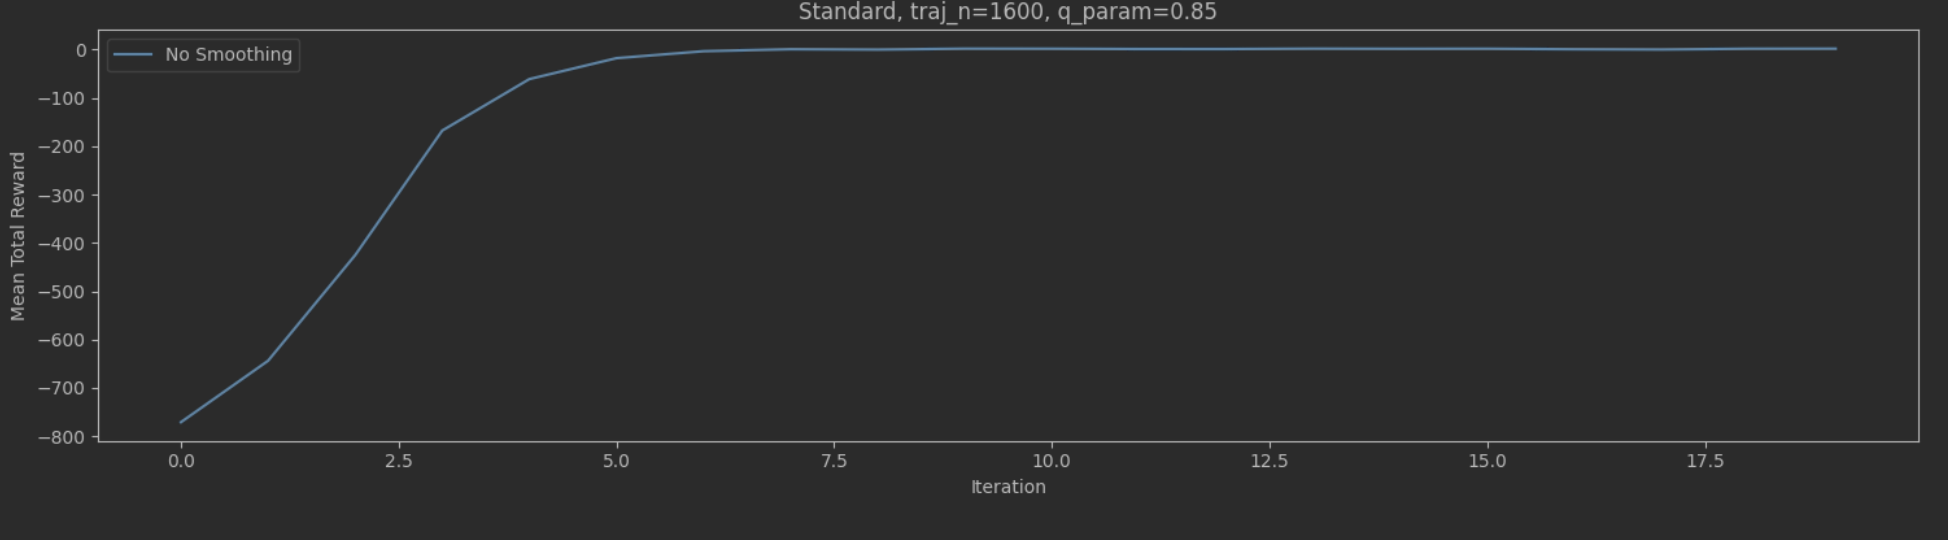 Standard, traj_n=1600, q_param=0.85
No Smoothing
Mean Total Reward
0
−100
−200
−300
−400
−500
−600
−700
−800
0.0 2.5 5.0 7.5 10.0 12.5 15.0 17.5
Iteration